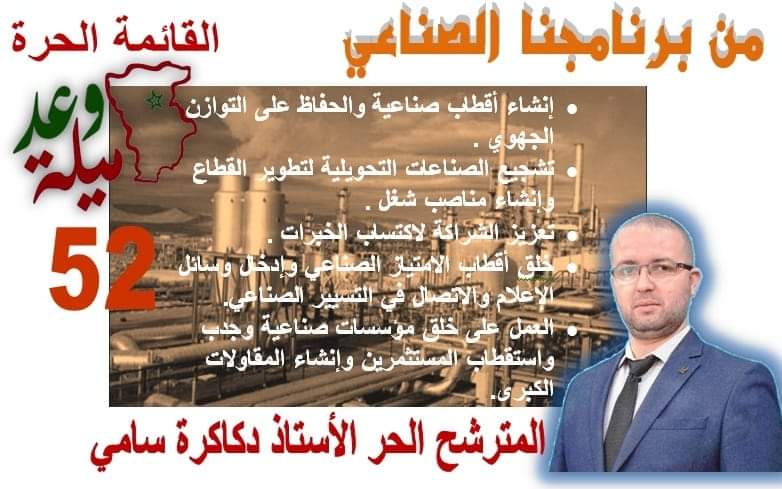 من برنامجنا الصناعي
القائمة الحرة
وعد
ميلة
52
• إنشاء أقطاب صناعية والحفاظ على التوازن
الجهوي .
• تشجيع الصناعات التحويلية لتطوير القطاع
وإنشاء مناصب شغل .
• تعزيز الشراكة لاكتساب الخبرات .
• خلق أقطاب الامتياز الصناعي وإدخال وسائل
الإعلام والاتصال في التسيير الصناعي.
• العمل على خلق مؤسسات صناعية وجذب
واستقطاب المستثمرين وإنشاء المقاولات
الكبرى.
المترشح الحر الأستاذ دكاكرة سامي